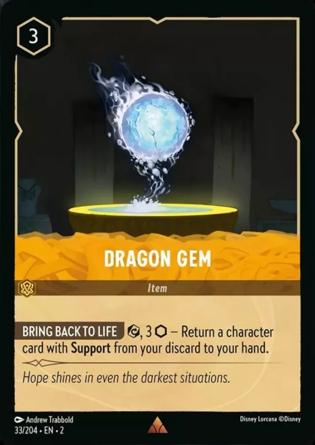 3
DRAGON GEM
Item
BRING BACK TO LIFE , 3 – Return a character
card with Support from your discard to your hand.
Hope shines in even the darkest situations.
Andrew Trabbold
33/204 • EN • 2
Disney Lorcana ©Disney